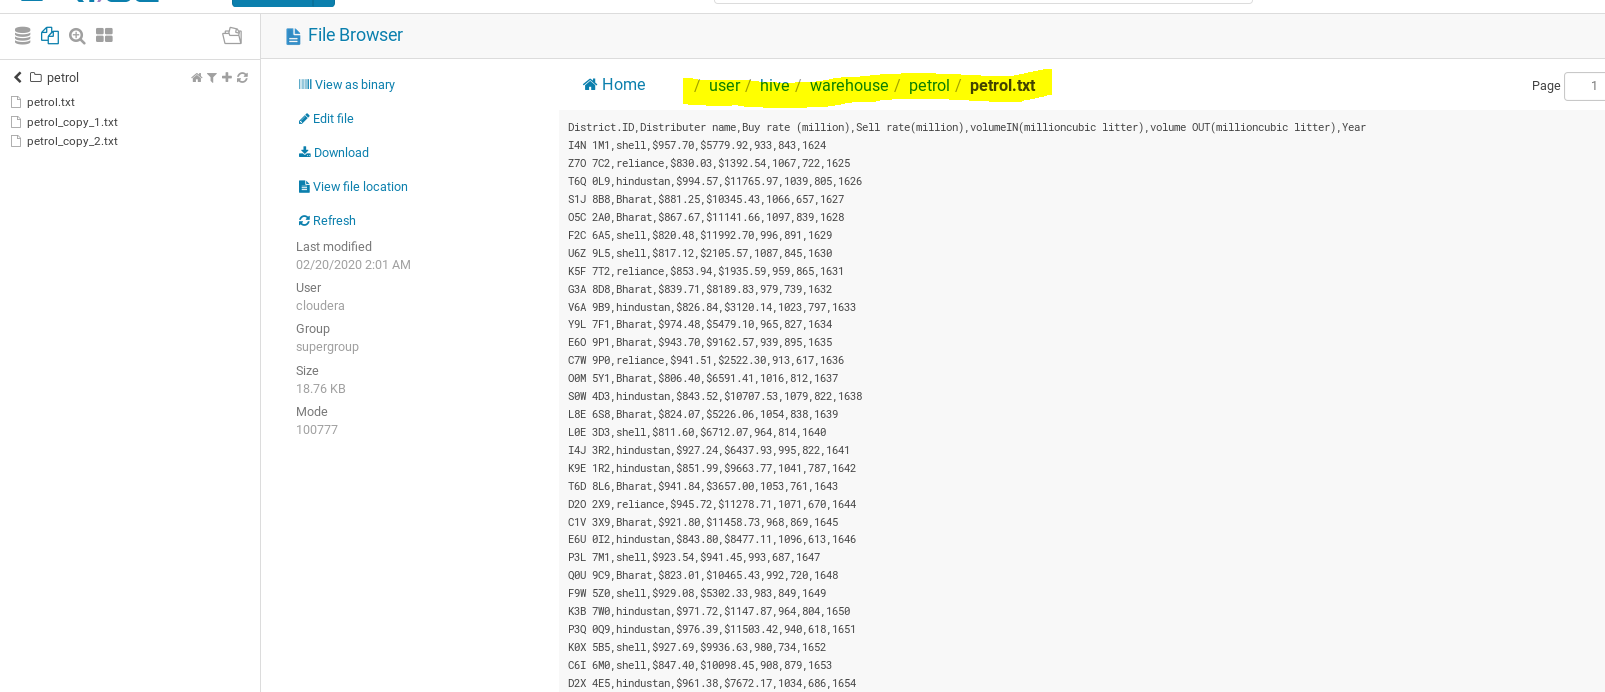 File Browser
petrol
petrol.txt
petrol_copy_1.txt
petrol_copy_2.txt
View as binary
Edit file
Download
View file location
Refresh
Last modified
02/20/2020 2:01 AM
User
cloudera
Group
supergroup
Size
18.76 KB
Mode
100777
Home / user / hive / warehouse / petrol / petrol.txt
Page 1
District.ID,Distributer name,Buy rate (million),Sell rate(million),volumeIN(millioncubic litter),volume OUT(millioncubic litter),Year
I4N 1M1,shell,$957.70,$5779.92,933,843,1624
Z7O 7C2,reliance,$830.03,$1392.54,1067,722,1625
T6Q 0L9,hindustan,$994.57,$11765.97,1039,805,1626
S1J 8B8,Bharat,$881.25,$10345.43,1066,657,1627
O5C 2A0,Bharat,$867.67,$11141.66,1097,839,1628
F2C 6A5,shell,$820.48,$11992.70,996,891,1629
U6Z 9L5,shell,$817.12,$2105.57,1087,845,1630
K5F 7T2,reliance,$853.94,$1935.59,959,865,1631
G3A 8D8,Bharat,$839.71,$8189.83,979,739,1632
V6A 9B9,hindustan,$826.84,$3120.14,1023,797,1633
Y9L 7F1,Bharat,$974.48,$5479.10,965,827,1634
E6O 9P1,Bharat,$943.70,$9162.57,939,895,1635
C7W 9P0,reliance,$941.51,$2522.30,913,617,1636
O0M 5Y1,Bharat,$806.40,$6591.41,1016,812,1637
S0W 4D3,hindustan,$843.52,$10707.53,1079,822,1638
L8E 6S8,Bharat,$824.07,$5226.06,1054,838,1639
L0E 3D3,shell,$811.60,$6712.07,964,814,1640
I4J 3R2,hindustan,$927.24,$6437.93,995,822,1641
K9E 1R2,hindustan,$851.99,$9663.77,1041,787,1642
T6D 8L6,Bharat,$941.84,$3657.00,1053,761,1643
D2O 2X9,reliance,$945.72,$11278.71,1071,670,1644
C1V 3X9,Bharat,$921.80,$11458.73,968,869,1645
E6U 0I2,hindustan,$843.80,$8477.11,1096,613,1646
P3L 7M1,shell,$923.54,$941.45,993,687,1647
Q0U 9C9,Bharat,$823.01,$10465.43,992,720,1648
F9W 5Z0,shell,$929.08,$5302.33,983,849,1649
K3B 7W0,hindustan,$971.72,$1147.87,964,804,1650
P3Q 0Q9,hindustan,$976.39,$11503.42,940,618,1651
K0X 5B5,shell,$927.69,$9936.63,980,734,1652
C6I 6M0,shell,$847.40,$10098.45,908,879,1653
D2X 4E5,hindustan,$961.38,$7672.17,1034,686,1654